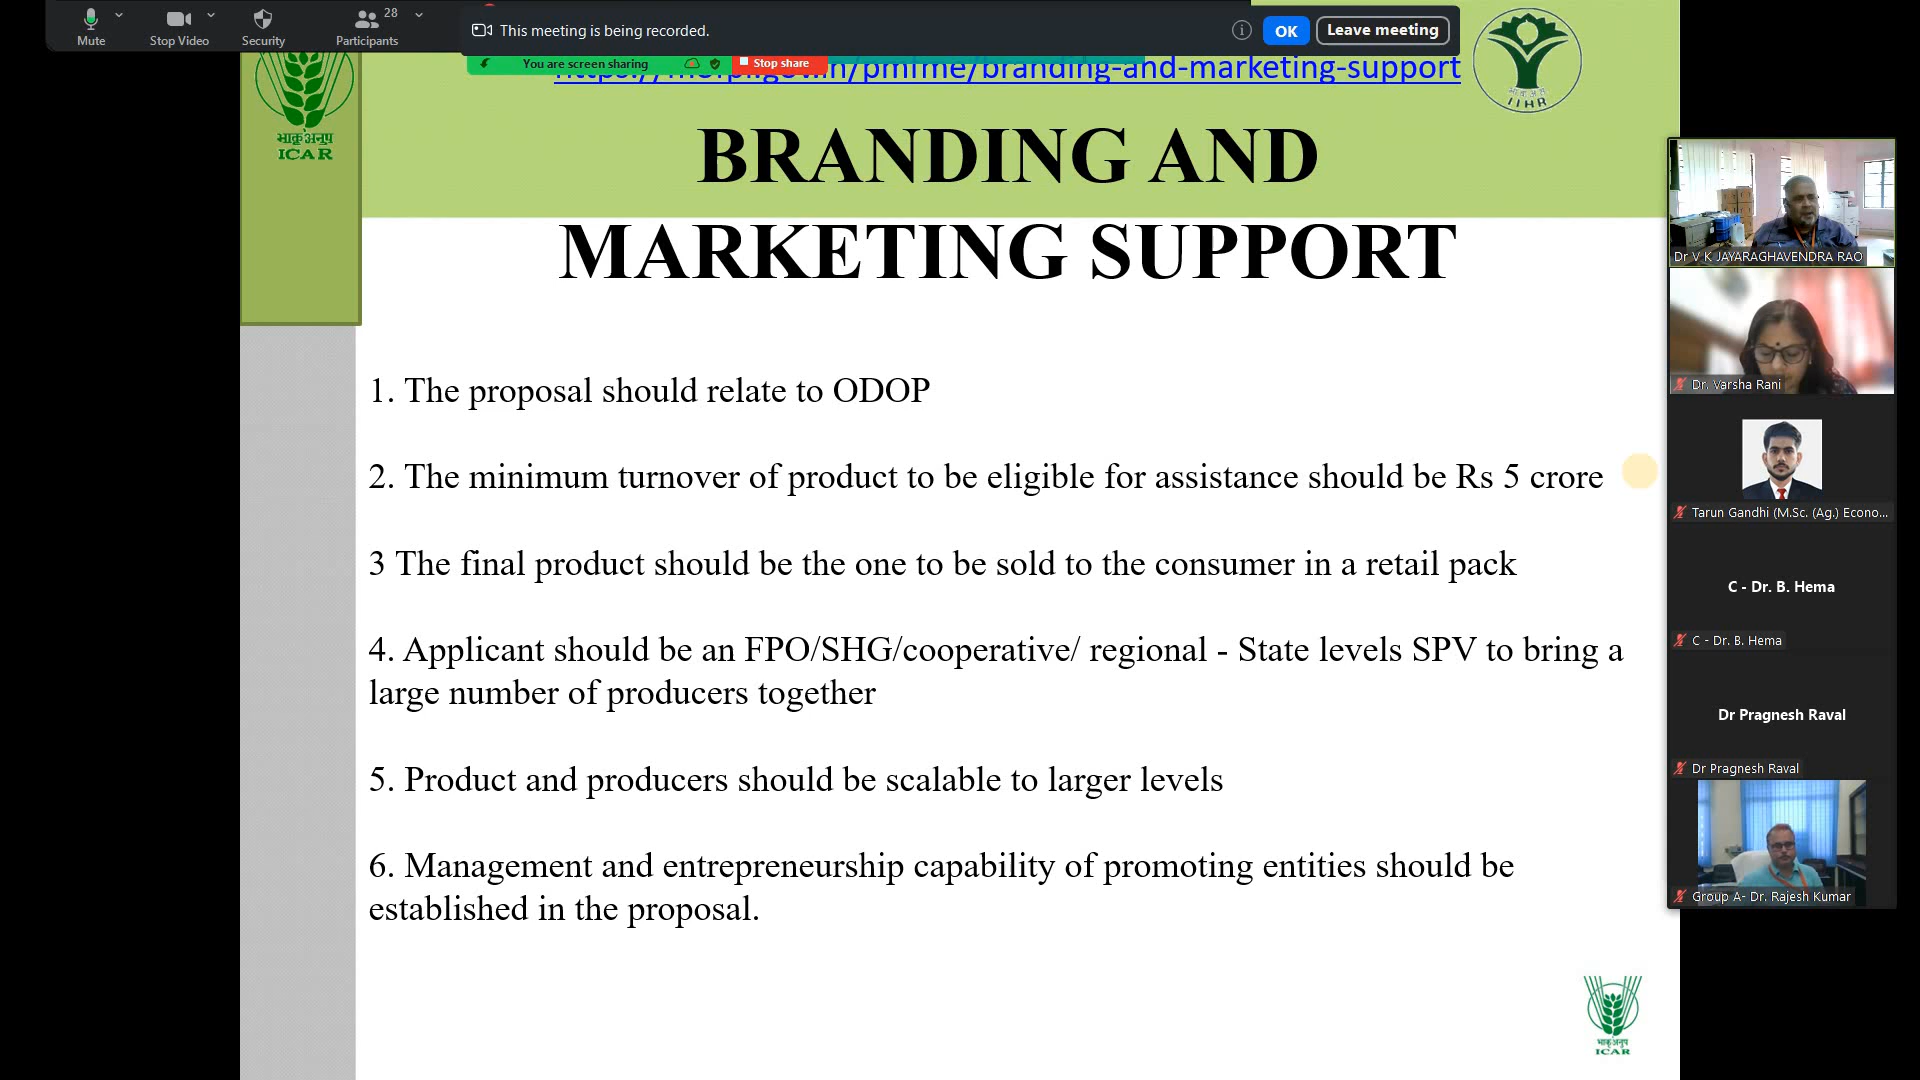 28
Mute
Stop Video
Security
Participants
This meeting is being recorded.
OK
Leave meeting
You are screen sharing
Stop share
/pmfme/branding-and-marketing-support
भाकृअनुप
ICAR
IIHR
BRANDING AND
MARKETING SUPPORT
1. The proposal should relate to ODOP
2. The minimum turnover of product to be eligible for assistance should be Rs 5 crore
3 The final product should be the one to be sold to the consumer in a retail pack
4. Applicant should be an FPO/SHG/cooperative/ regional - State levels SPV to bring a
large number of producers together
5. Product and producers should be scalable to larger levels
6. Management and entrepreneurship capability of promoting entities should be
established in the proposal.
भाकृअनुप
ICAR
Dr V K JAYARAGHAVENDRA RAO
Dr. Varsha Rani
Tarun Gandhi (M.Sc. (Ag.) Econo...
C - Dr. B. Hema
C - Dr. B. Hema
Dr Pragnesh Raval
Dr Pragnesh Raval
Group A- Dr. Rajesh Kumar